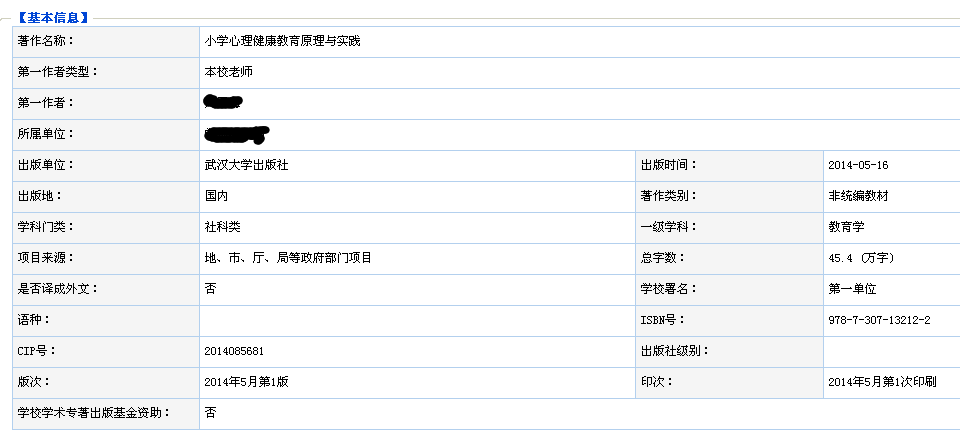 【基本信息】
著作名称： 小学心理健康教育原理与实践
第一作者类型： 本校老师
第一作者：
所属单位：
出版单位： 武汉大学出版社 出版时间： 2014-05-16
出版地： 国内 著作类别： 非统编教材
学科门类： 社科类 一级学科： 教育学
项目来源： 地、市、厅、局等政府部门项目 总字数： 45.4 (万字)
是否译成外文： 否 学校署名： 第一单位
语种： ISBN号： 978-7-307-13212-2
CIP号： 2014085681 出版社级别：
版次： 2014年5月第1版 印次： 2014年5月第1次印刷
学校学术专著出版基金资助： 否